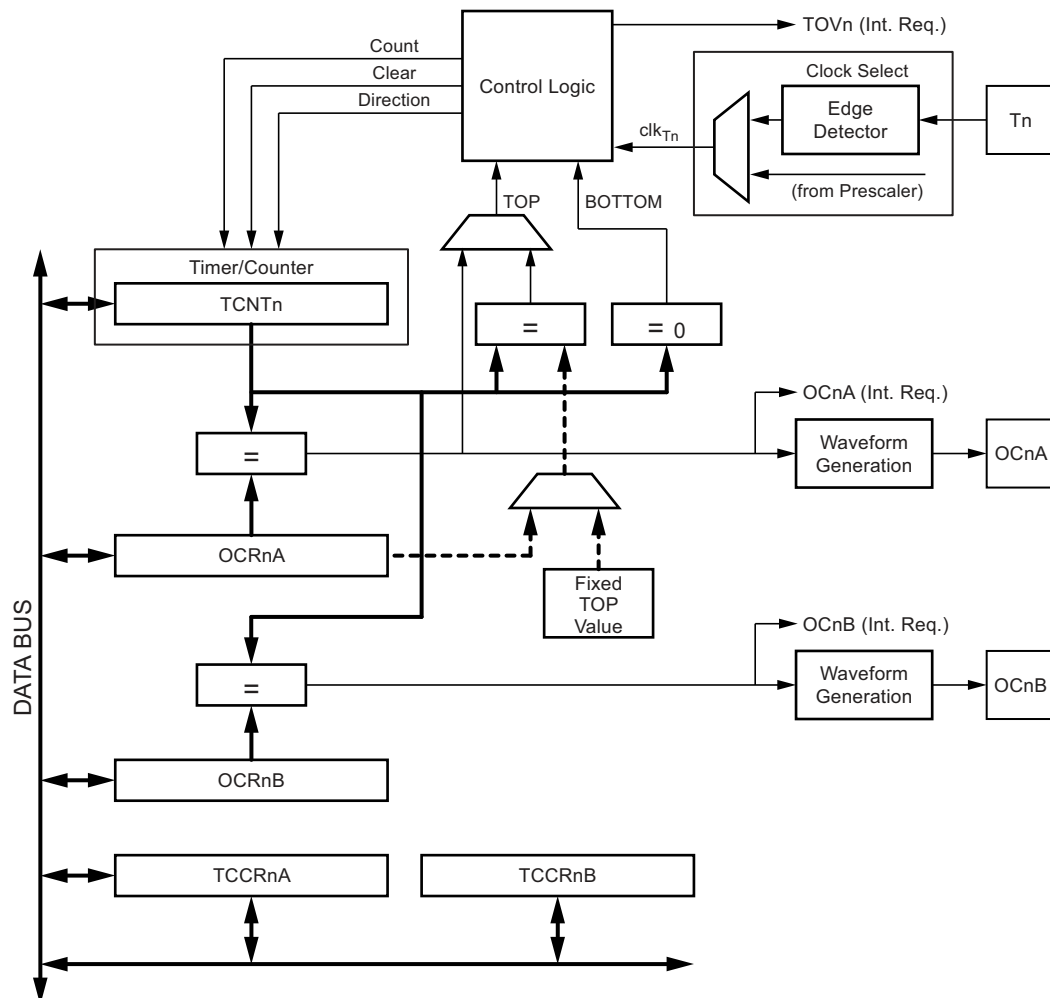 TOVn (Int. Req.)
Count
Clear
Direction
Control Logic
Clock Select
Edge
Detector
Tn
clkTn
(from Prescaler)
TOP
BOTTOM
Timer/Counter
TCNTn
=
= 0
OCnA (Int. Req.)
=
Waveform
Generation
OCnA
OCRnA
Fixed
TOP
Value
DATA BUS
OCnB (Int. Req.)
=
Waveform
Generation
OCnB
OCRnB
TCCRnA
TCCRnB